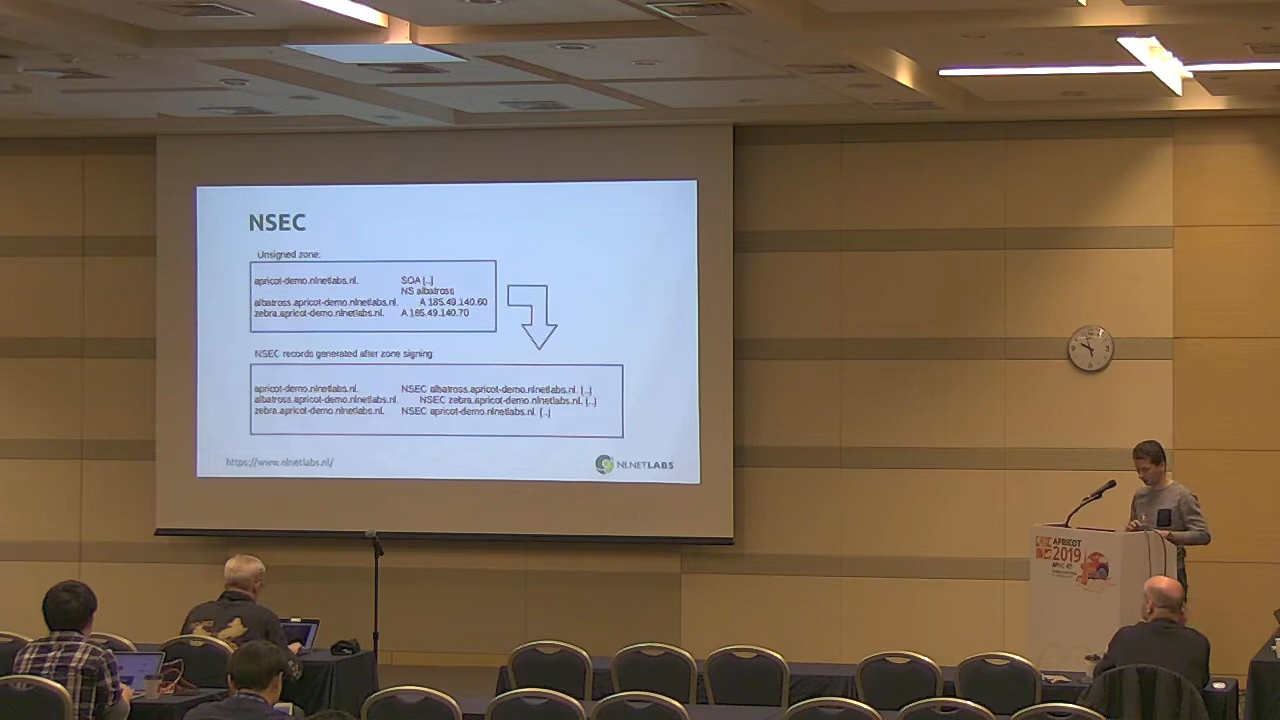 NSEC
Unsigned zone:
apricot-demo.nlnetlabs.nl. SOA [..]
NS albatross
albatross.apricot-demo.nlnetlabs.nl. A 185.49.140.60
zebra.apricot-demo.nlnetlabs.nl. A 185.49.140.70
NSEC records generated after zone signing:
apricot-demo.nlnetlabs.nl. NSEC albatross.apricot-demo.nlnetlabs.nl. [..]
albatross.apricot-demo.nlnetlabs.nl. NSEC zebra.apricot-demo.nlnetlabs.nl. [..]
zebra.apricot-demo.nlnetlabs.nl. NSEC apricot-demo.nlnetlabs.nl. [..]
https://www.nlnetlabs.nl/
NLNETLABS
APRICOT
2019